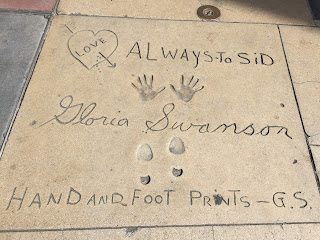 LOVE
ALWAYS To SiD
Gloria Swanson
HAND AND FOOT PRINTS — G.S.